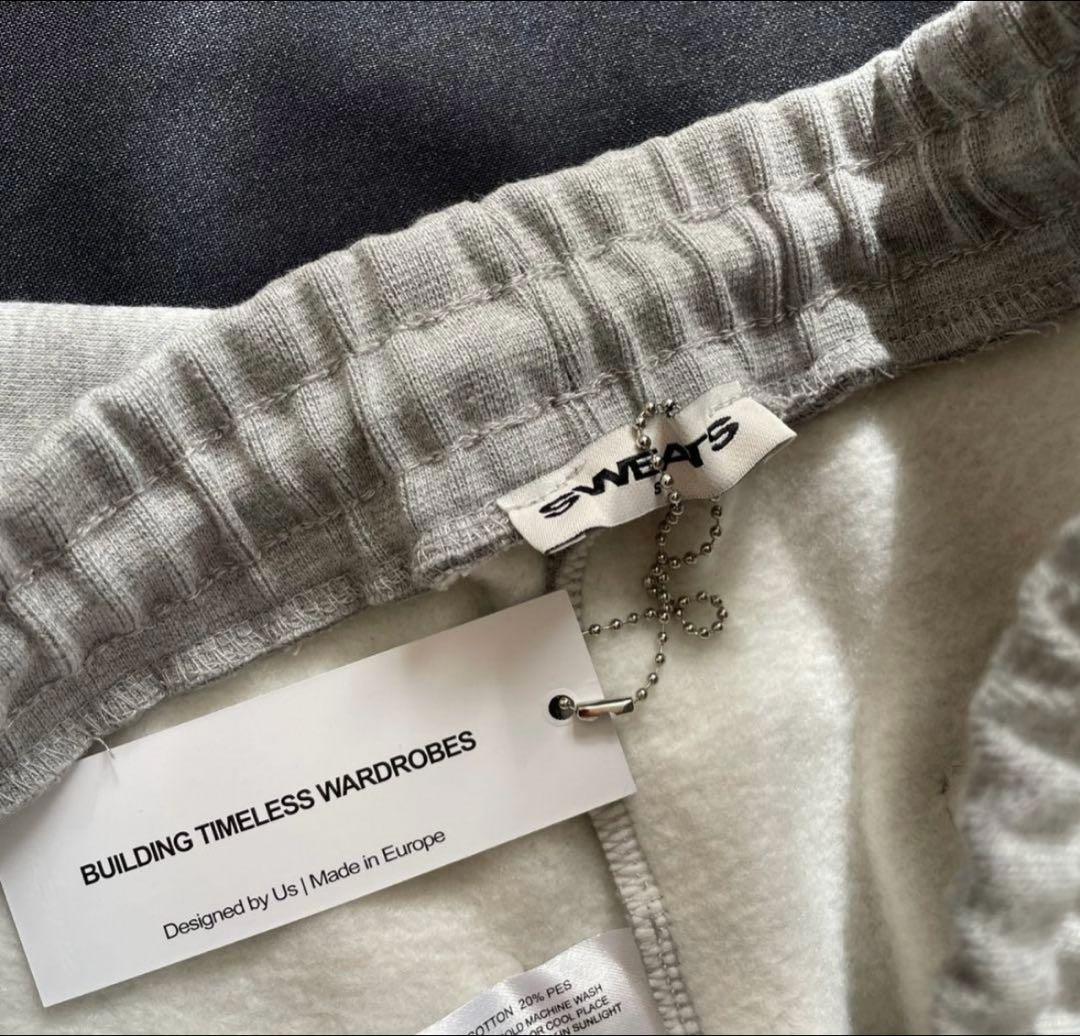 SWEATS
S
BUILDING TIMELESS WARDROBES
Designed by Us | Made in Europe
COTTON 20% PES
MACHINE WASH
OR COOL PLACE
IN SUNLIGHT